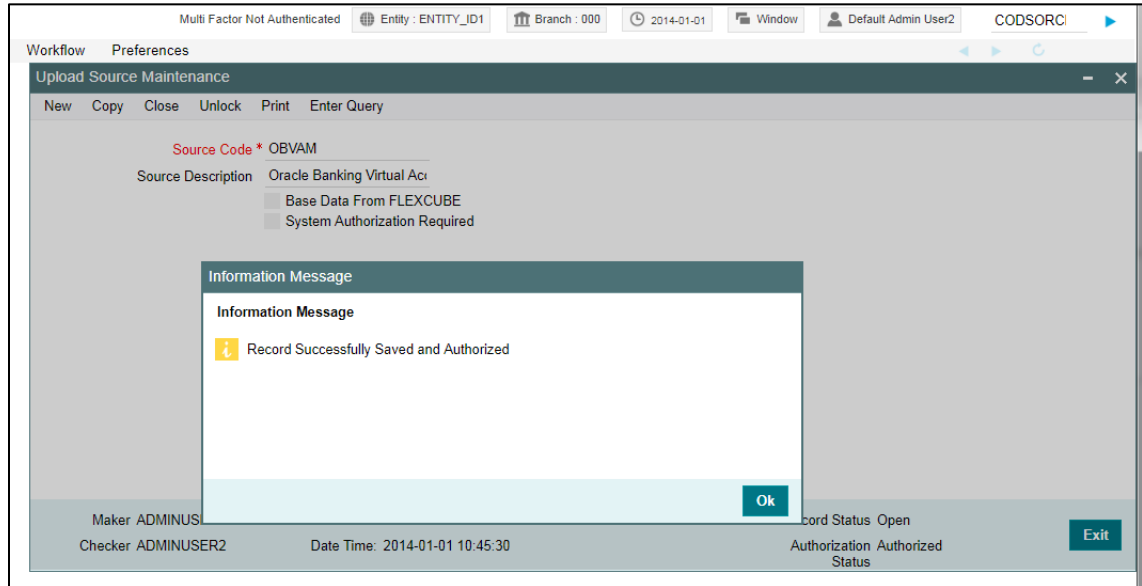 Multi Factor Not Authenticated Entity : ENTITY_ID1 Branch : 000 2014-01-01 Window Default Admin User2 CODSORC
Workflow Preferences
Upload Source Maintenance
New Copy Close Unlock Print Enter Query
Source Code * OBVAM
Source Description Oracle Banking Virtual Acc
Base Data From FLEXCUBE
System Authorization Required
Information Message
Information Message
Record Successfully Saved and Authorized
Ok
Maker ADMINUS cord Status Open
Checker ADMINUSER2 Date Time: 2014-01-01 10:45:30 Authorization Authorized
Status
Exit